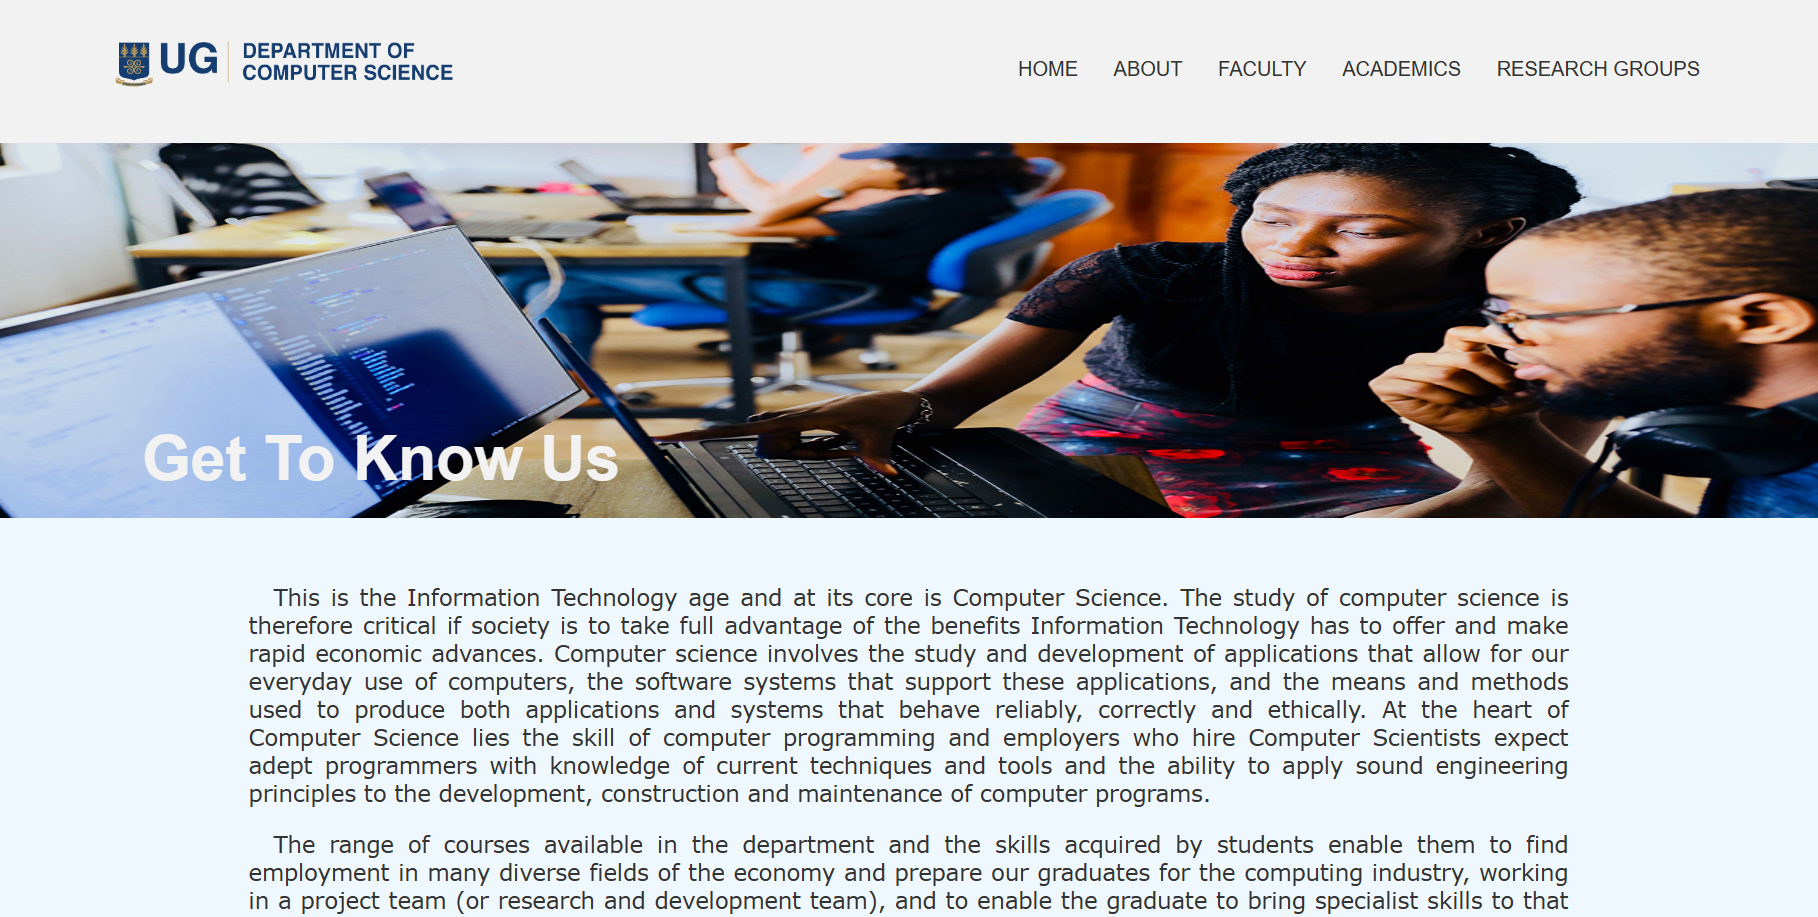 UG
DEPARTMENT OF
COMPUTER SCIENCE
HOME ABOUT FACULTY ACADEMICS RESEARCH GROUPS
Get To Know Us
This is the Information Technology age and at its core is Computer Science. The study of computer science is
therefore critical if society is to take full advantage of the benefits Information Technology has to offer and make
rapid economic advances. Computer science involves the study and development of applications that allow for our
everyday use of computers, the software systems that support these applications, and the means and methods
used to produce both applications and systems that behave reliably, correctly and ethically. At the heart of
Computer Science lies the skill of computer programming and employers who hire Computer Scientists expect
adept programmers with knowledge of current techniques and tools and the ability to apply sound engineering
principles to the development, construction and maintenance of computer programs.
The range of courses available in the department and the skills acquired by students enable them to find
employment in many diverse fields of the economy and prepare our graduates for the computing industry, working
in a project team (or research and development team), and to enable the graduate to bring specialist skills to that